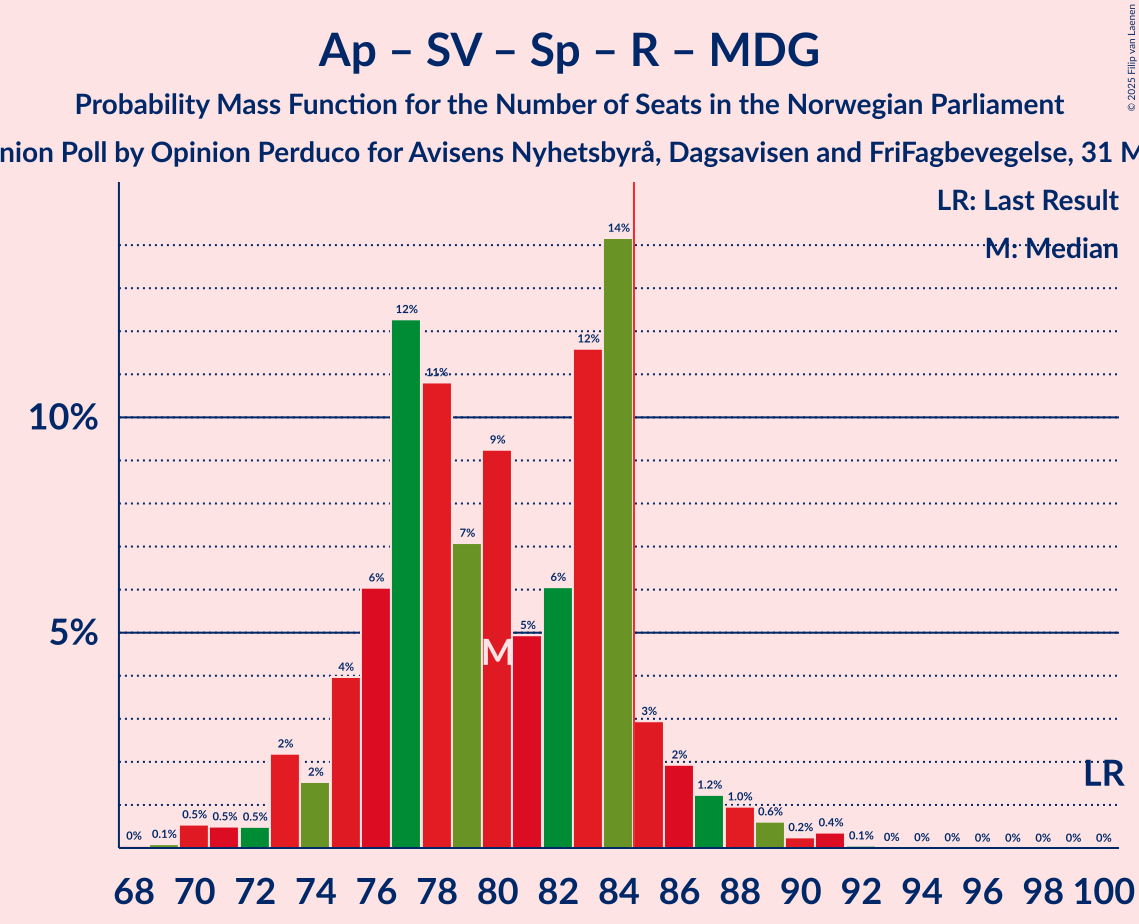 Ap – SV – Sp – R – MDG
Probability Mass Function for the Number of Seats in the Norwegian Parliament
nion Poll by Opinion Perduco for Avisens Nyhetsbyrå, Dagsavisen and FriFagbevegelse, 31 M
© 2025 Filip van Laenen
LR: Last Result
M: Median
14%
12%
12%
11%
10%
9%
7%
6%
6%
5%
5%
M
4%
3%
2%
2%
2%
LR
1.2%
1.0%
0% 0.1% 0.5% 0.5% 0.5% 0.6% 0.2% 0.4% 0.1% 0% 0% 0% 0% 0% 0% 0% 0%
68 70 72 74 76 78 80 82 84 86 88 90 92 94 96 98 100